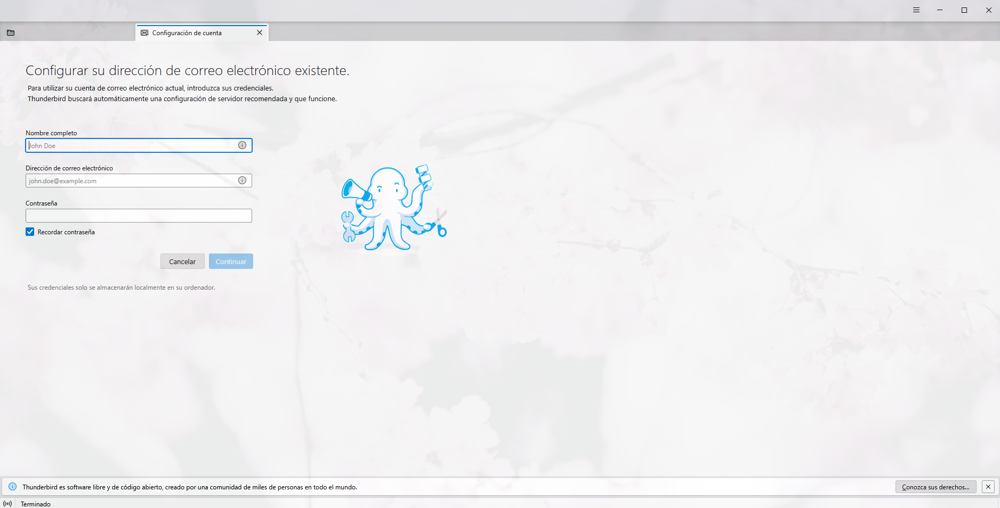 Configuración de cuenta
Configurar su dirección de correo electrónico existente.
Para utilizar su cuenta de correo electrónico actual, introduzca sus credenciales.
Thunderbird buscará automáticamente una configuración de servidor recomendada y que funcione.
Nombre completo
John Doe
Dirección de correo electrónico
john.doe@example.com
Contraseña
Recordar contraseña
Cancelar
Continuar
Sus credenciales solo se almacenarán localmente en su ordenador.
Thunderbird es software libre y de código abierto, creado por una comunidad de miles de personas en todo el mundo.
Conozca sus derechos...
Terminado